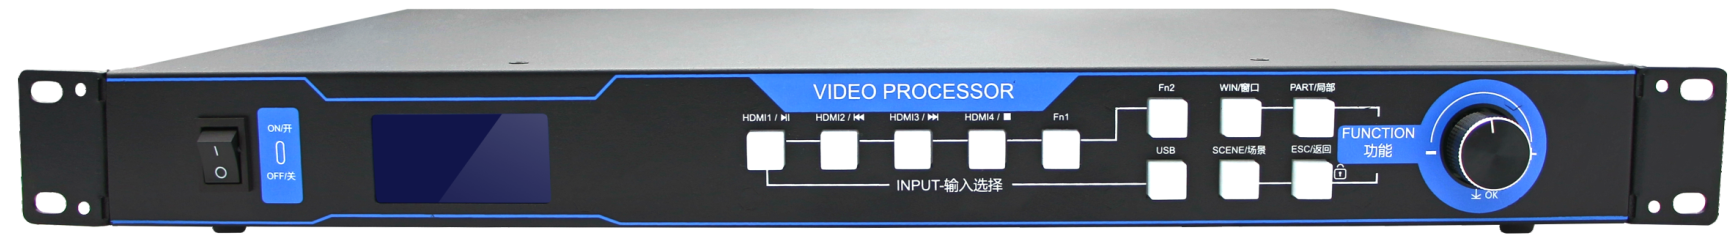 VIDEO PROCESSOR
ON/开
OFF/关
HDMI1 / ⏯ HDMI2 / ⏮ HDMI3 / ⏭ HDMI4 / ⏹ Fn1
Fn2 WIN/窗口 PART/局部
USB SCENE/场景 ESC/返回
INPUT-输入选择
FUNCTION
功能
OK